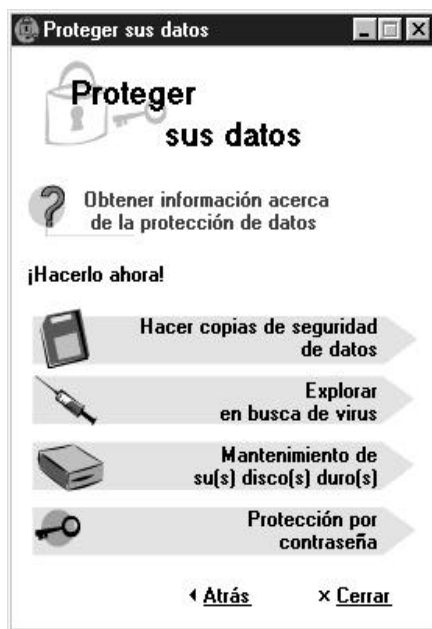 Proteger sus datos
Proteger
sus datos
Obtener información acerca
de la protección de datos
¡Hacerlo ahora!
Hacer copias de seguridad
de datos
Explorar
en busca de virus
Mantenimiento de
su(s) disco(s) duro(s)
Protección por
contraseña
Atrás × Cerrar